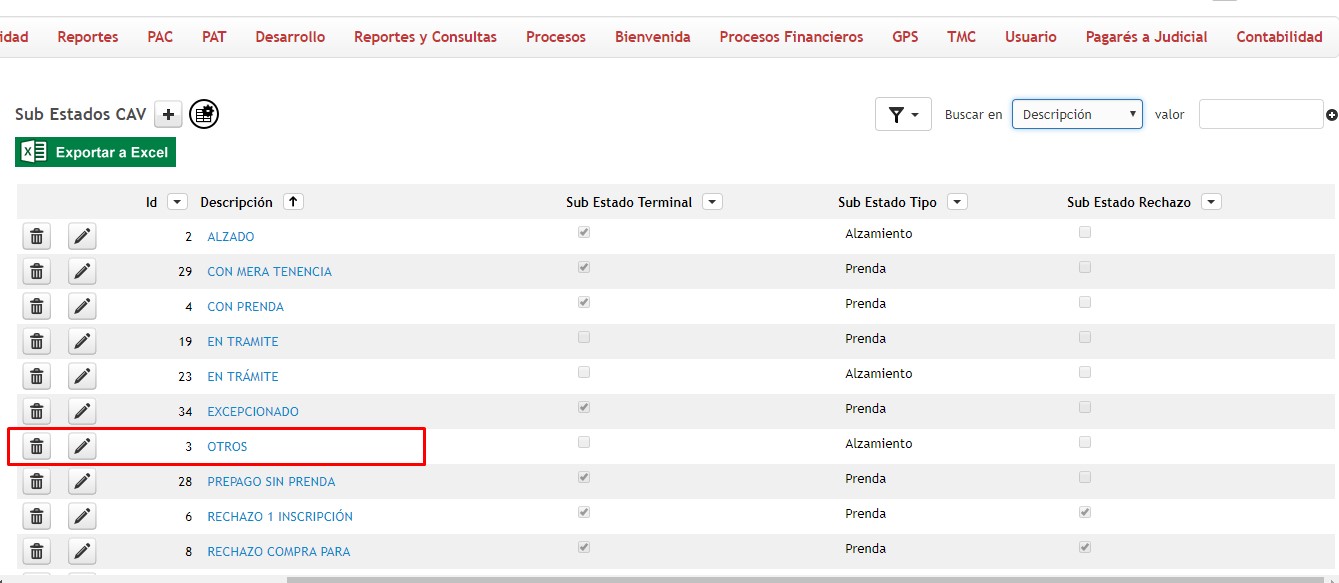 idad Reportes PAC PAT Desarrollo Reportes y Consultas Procesos Bienvenida Procesos Financieros GPS TMC Usuario Pagarés a Judicial Contabilidad
Sub Estados CAV Buscar en Descripción valor
Exportar a Excel
Id Descripción Sub Estado Terminal Sub Estado Tipo Sub Estado Rechazo
2 ALZADO Alzamiento
29 CON MERA TENENCIA Prenda
4 CON PRENDA Prenda
19 EN TRAMITE Prenda
23 EN TRÁMITE Alzamiento
34 EXCEPCIONADO Prenda
3 OTROS Alzamiento
28 PREPAGO SIN PRENDA Prenda
6 RECHAZO 1 INSCRIPCIÓN Prenda
8 RECHAZO COMPRA PARA Prenda